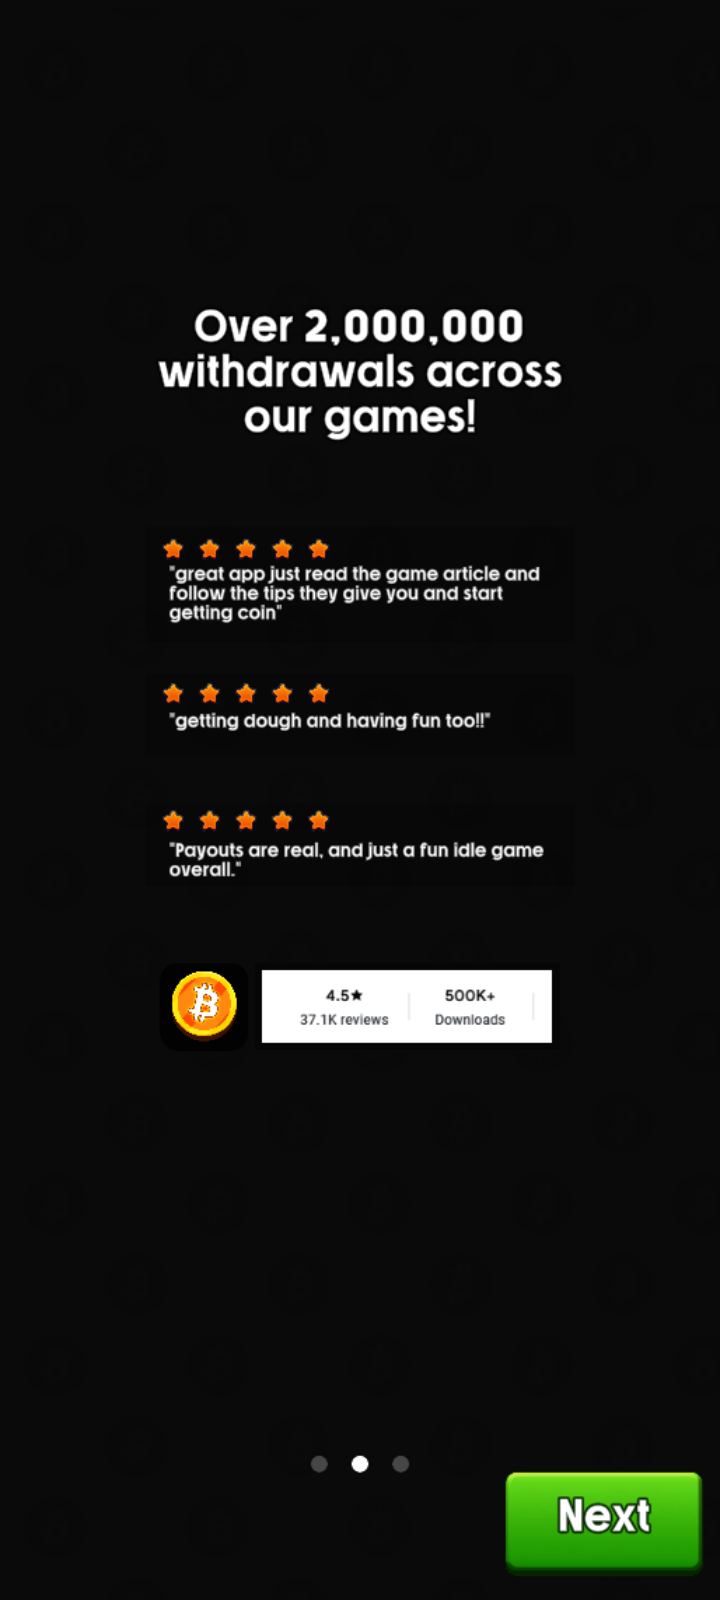 Over 2,000,000
withdrawals across
our games!
"great app just read the game article and
follow the tips they give you and start
getting coin"
"getting dough and having fun too!!"
"Payouts are real, and just a fun idle game
overall."
4.5★
500K+
37.1K reviews
Downloads
Next